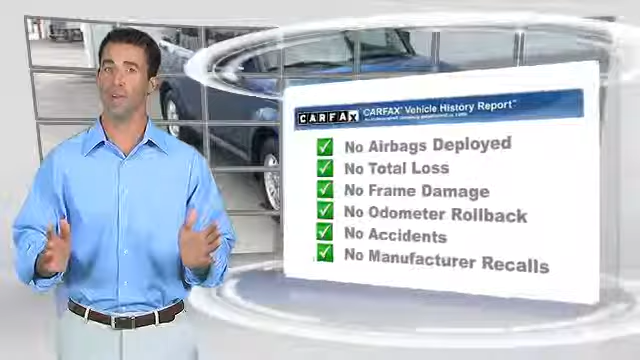 CARFAX CARFAX® Vehicle History Report™
No Airbags Deployed
No Total Loss
No Frame Damage
No Odometer Rollback
No Accidents
No Manufacturer Recalls